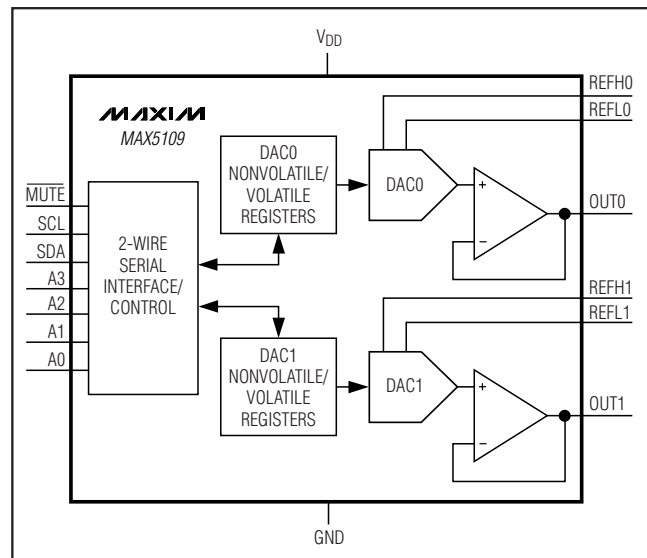 VDD
MAXIM
MAX5109
MUTE
SCL
SDA
A3
A2
A1
A0
2-WIRE
SERIAL
INTERFACE/
CONTROL
DAC0
NONVOLATILE/
VOLATILE
REGISTERS
DAC0
+
−
REFH0
REFL0
OUT0
DAC1
NONVOLATILE/
VOLATILE
REGISTERS
DAC1
+
−
REFH1
REFL1
OUT1
GND